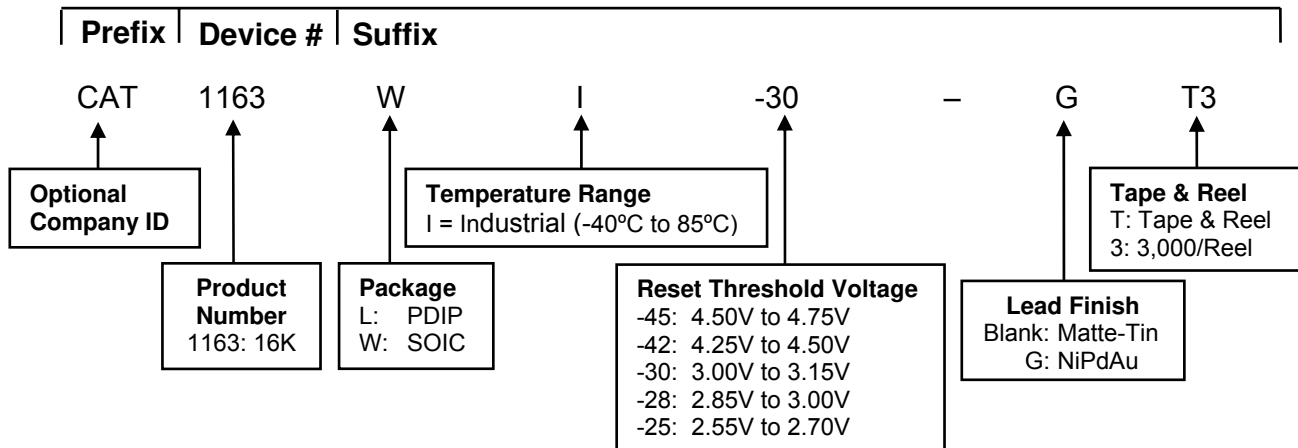 Prefix Device # Suffix
CAT 1163 W I -30 – G T3
Optional
Company ID
Product
Number
1163: 16K
Package
L: PDIP
W: SOIC
Temperature Range
I = Industrial (-40ºC to 85ºC)
Reset Threshold Voltage
-45: 4.50V to 4.75V
-42: 4.25V to 4.50V
-30: 3.00V to 3.15V
-28: 2.85V to 3.00V
-25: 2.55V to 2.70V
Lead Finish
Blank: Matte-Tin
G: NiPdAu
Tape & Reel
T: Tape & Reel
3: 3,000/Reel